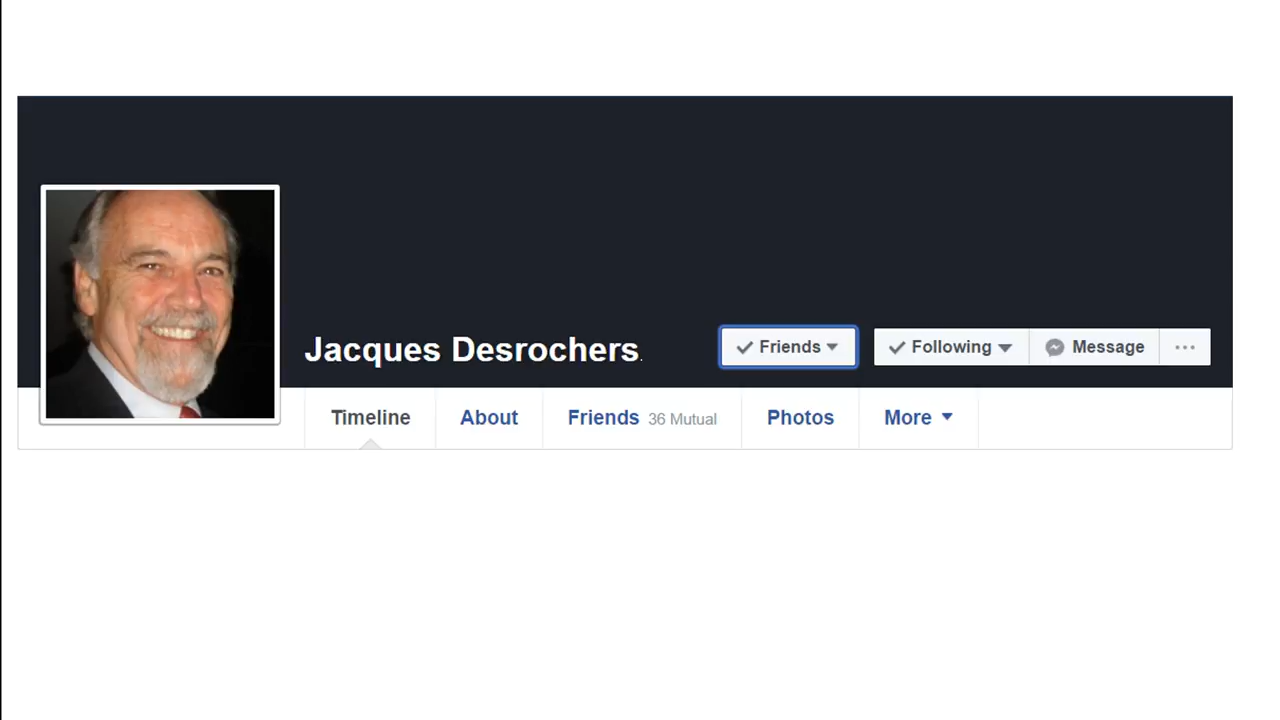 Jacques Desrochers.
Friends Following Message ...
Timeline About Friends 36 Mutual Photos More